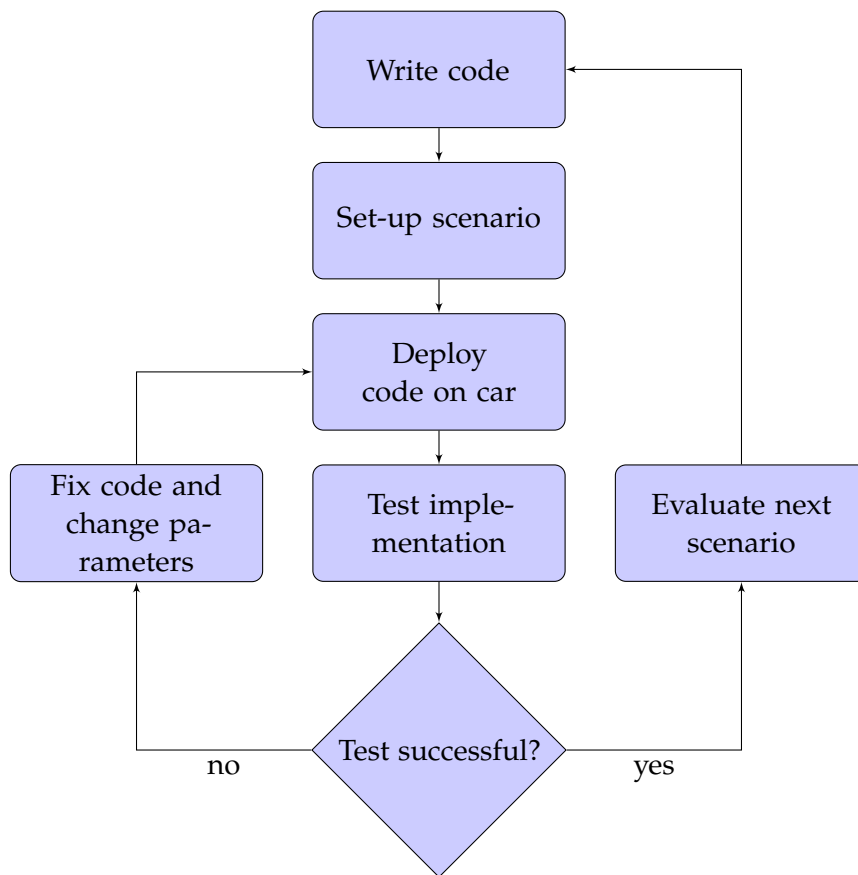 Write code
Set-up scenario
Deploy
code on car
Fix code and
change pa-
rameters
Test imple-
mentation
Evaluate next
scenario
Test successful?
no
yes